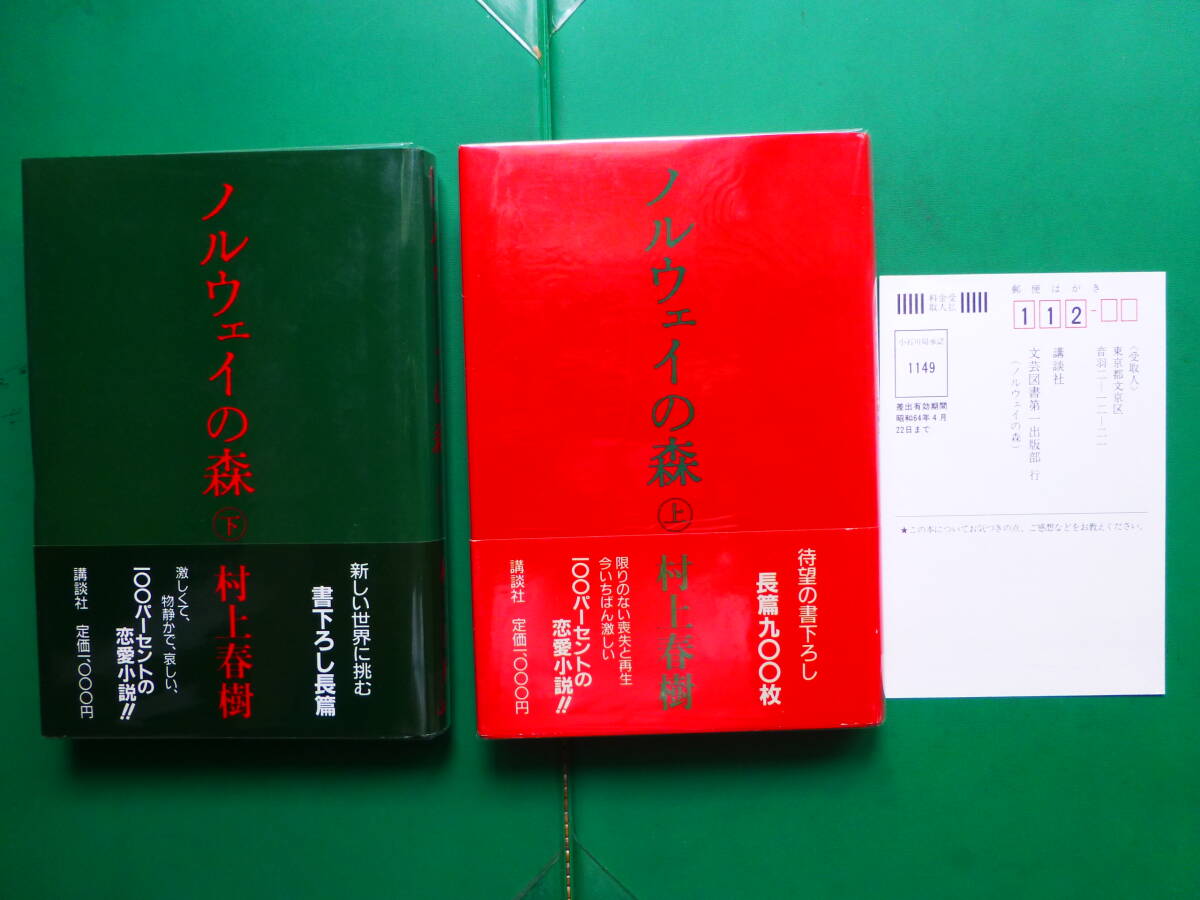 ノルウェイの森 下 村上春樹
新しい世界に挑む
書下ろし長篇
激しくて、
物静かで、哀しい、
一〇〇パーセントの
恋愛小説!!
講談社 定価一、〇〇〇円
ノルウェイの森 上 村上春樹
待望の書下ろし
長篇九〇〇枚
限りのない喪失と再生
今いちばん激しい
一〇〇パーセントの
恋愛小説!!
講談社 定価一、〇〇〇円
郵便はがき
112-
料金受
取人払
小石川局承認
1149
差出有効期間
昭和64年4月
22日まで
〈受取人〉
東京都文京区
音羽二―一二―二一
講談社
文芸図書第一出版部 行
(ノルウェイの森)
★この本についてお気づきの点、ご感想などをお教えください。